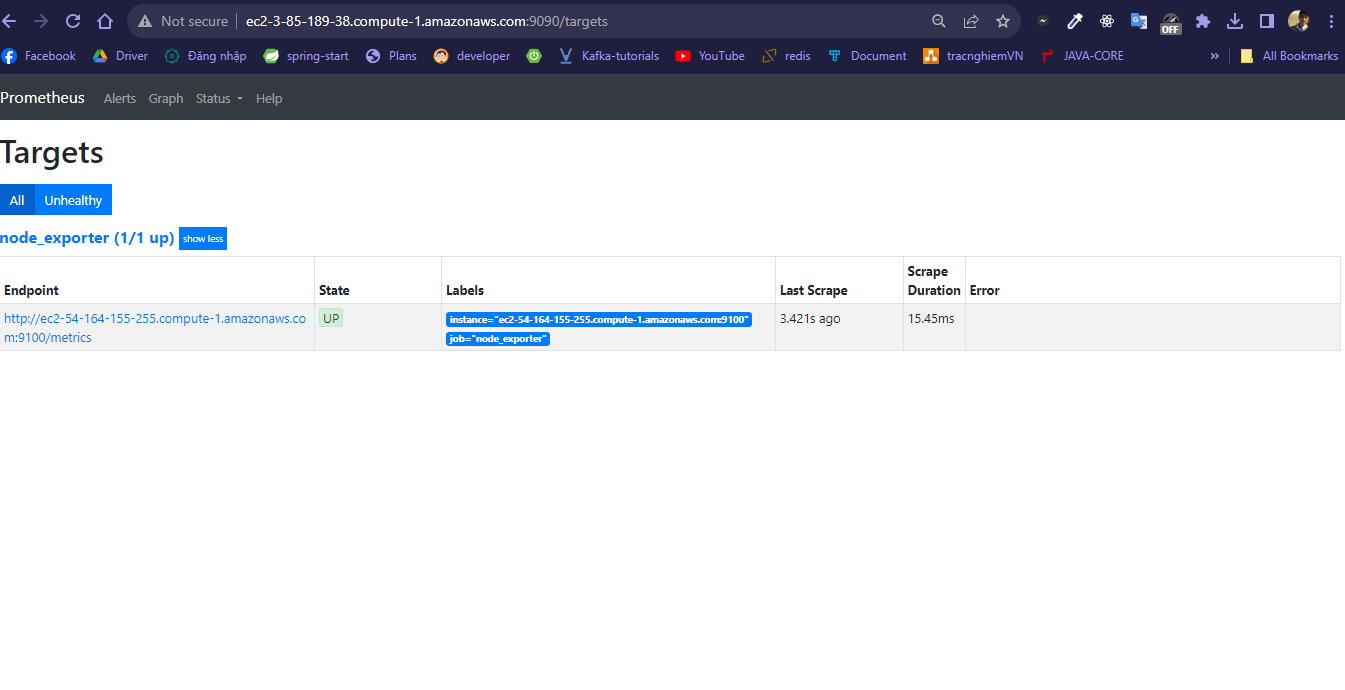 Not secure ec2-3-85-189-38.compute-1.amazonaws.com:9090/targets
OFF
Facebook Driver Đăng nhập spring-start Plans developer Kafka-tutorials YouTube redis Document tracnghiemVN JAVA-CORE » All Bookmarks
Prometheus Alerts Graph Status Help
Targets
All Unhealthy
node_exporter (1/1 up) show less
Endpoint State Labels Last Scrape Scrape Duration Error
http://ec2-54-164-155-255.compute-1.amazonaws.co UP instance="ec2-54-164-155-255.compute-1.amazonaws.com:9100" 3.421s ago 15.45ms
m:9100/metrics job="node_exporter"